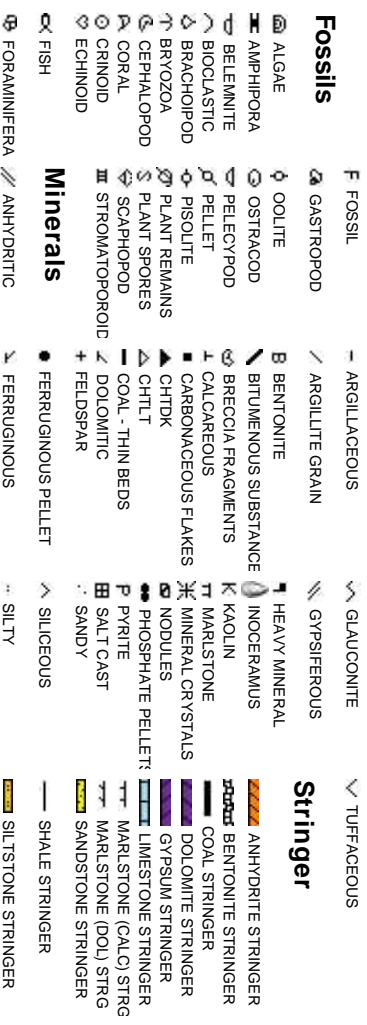 Fossils
ALGAE
AMPHIPORA
BELEMNITE
BIOCLASTIC
BRACHOIPOD
BRYOZOA
CEPHALOPOD
CORAL
CRINOID
ECHINOID
FISH
FORAMINIFERA
F FOSSIL
GASTROPOD
OOLITE
OSTRACOD
PELECYPOD
PELLET
PISOLITE
PLANT REMAINS
PLANT SPORES
SCAPHOPOD
STROMATOPOROID
Minerals
ANHYDRITIC
ARGILLACEOUS
ARGILLITE GRAIN
B BENTONITE
BITUMENOUS SUBSTANCE
BRECCIA FRAGMENTS
CALCAREOUS
CARBONACEOUS FLAKES
CHTDK
CHTLT
COAL - THIN BEDS
DOLOMITIC
FELDSPAR
FERRUGINOUS PELLET
FERRUGINOUS
GLAUCONITE
GYPSIFEROUS
HEAVY MINERAL
INOCERAMUS
K KAOLIN
MARLSTONE
MINERAL CRYSTALS
NODULES
PHOSPHATE PELLETS
P PYRITE
SALT CAST
SANDY
SILICEOUS
SILTY
TUFFACEOUS
Stringer
ANHYDRITE STRINGER
BENTONITE STRINGER
COAL STRINGER
DOLOMITE STRINGER
GYPSUM STRINGER
LIMESTONE STRINGER
MARLSTONE (CALC) STRG
MARLSTONE (DOL) STRG
SANDSTONE STRINGER
SHALE STRINGER
SILTSTONE STRINGER